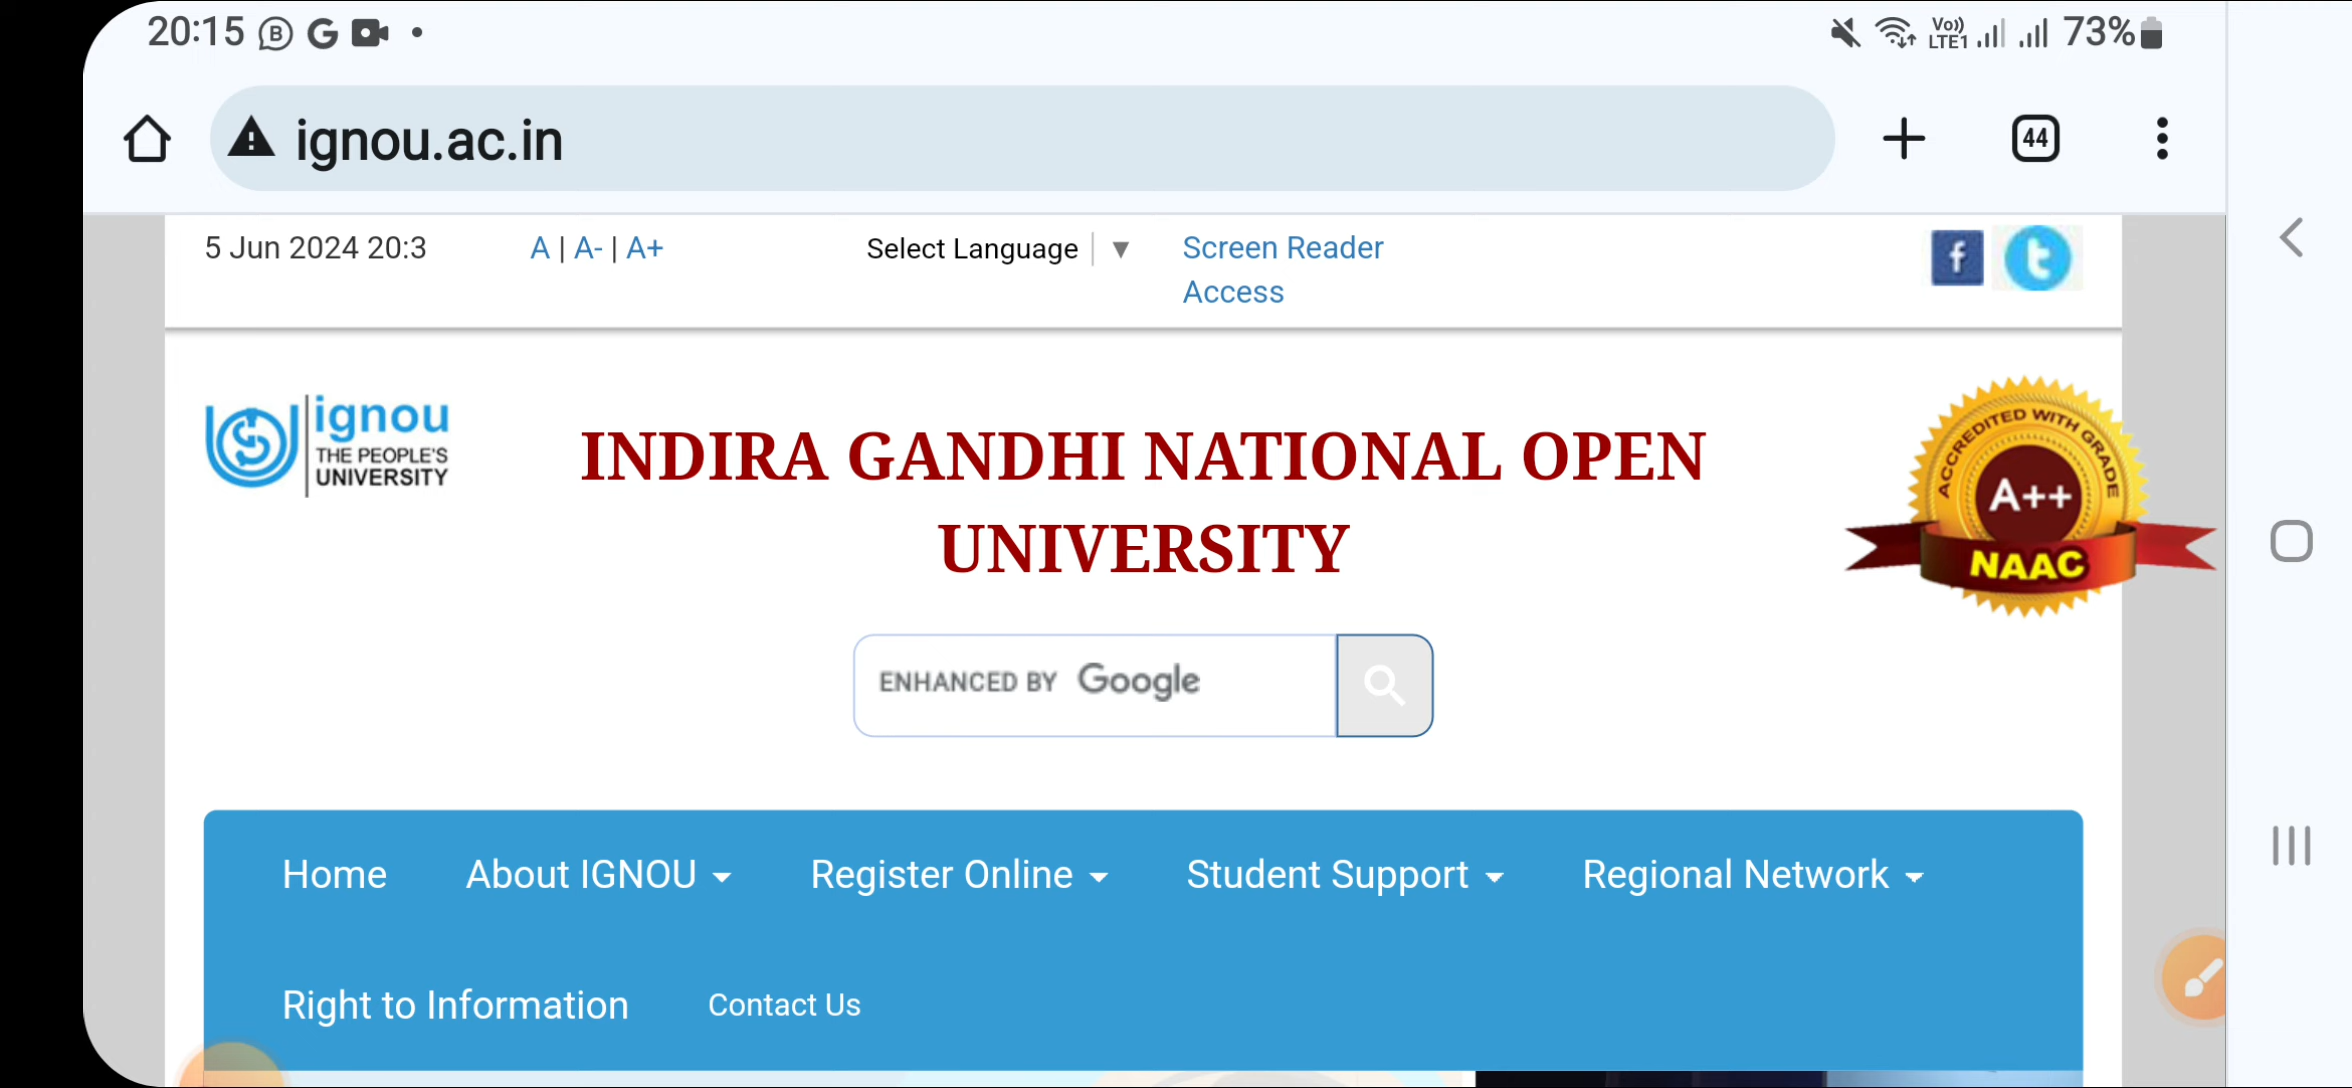 20:15
Vo)) LTE1
73%
ignou.ac.in
44
5 Jun 2024 20:3
A | A- | A+
Select Language ▼
Screen Reader
Access
ignou
THE PEOPLE'S
UNIVERSITY
INDIRA GANDHI NATIONAL OPEN
UNIVERSITY
ACCREDITED WITH GRADE
A++
NAAC
ENHANCED BY Google
Home
About IGNOU
Register Online
Student Support
Regional Network
Right to Information
Contact Us